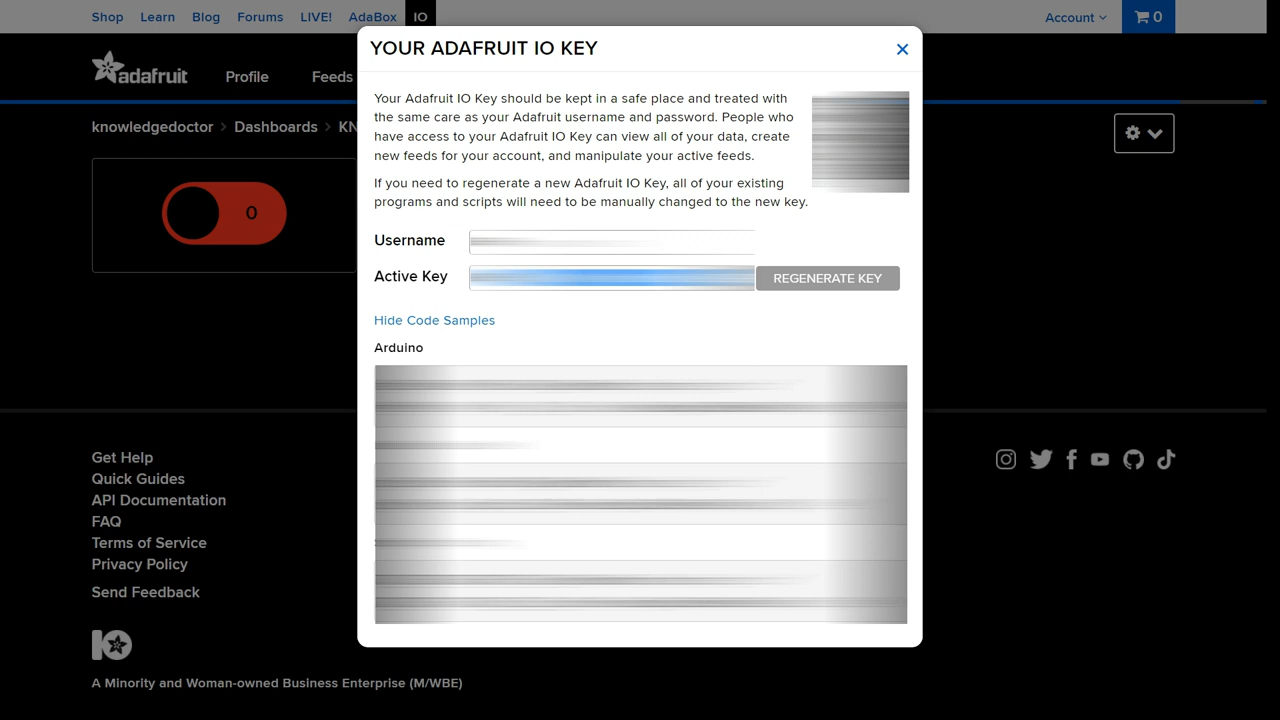 Shop Learn Blog Forums LIVE! AdaBox IO Account 0
YOUR ADAFRUIT IO KEY
adafruit Profile Feeds
knowledgedoctor Dashboards
0
Your Adafruit IO Key should be kept in a safe place and treated with
the same care as your Adafruit username and password. People who
have access to your Adafruit IO Key can view all of your data, create
new feeds for your account, and manipulate your active feeds.
If you need to regenerate a new Adafruit IO Key, all of your existing
programs and scripts will need to be manually changed to the new key.
Username
Active Key REGENERATE KEY
Hide Code Samples
Arduino
Get Help
Quick Guides
API Documentation
FAQ
Terms of Service
Privacy Policy
Send Feedback
A Minority and Woman-owned Business Enterprise (M/WBE)